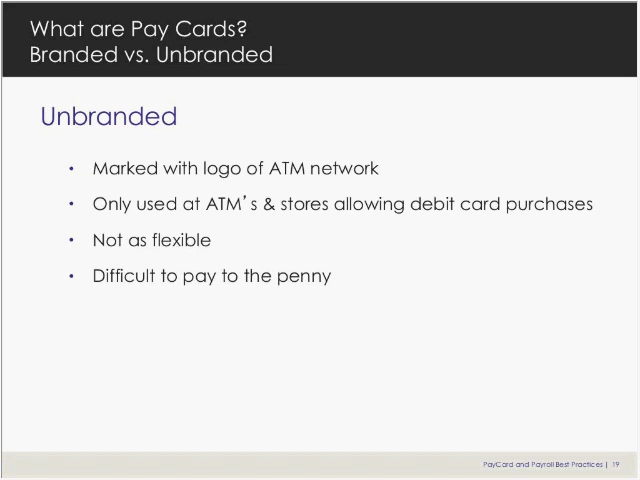 What are Pay Cards?
Branded vs. Unbranded
Unbranded
• Marked with logo of ATM network
• Only used at ATM's & stores allowing debit card purchases
• Not as flexible
• Difficult to pay to the penny
PayCard and Payroll Best Practices | 19